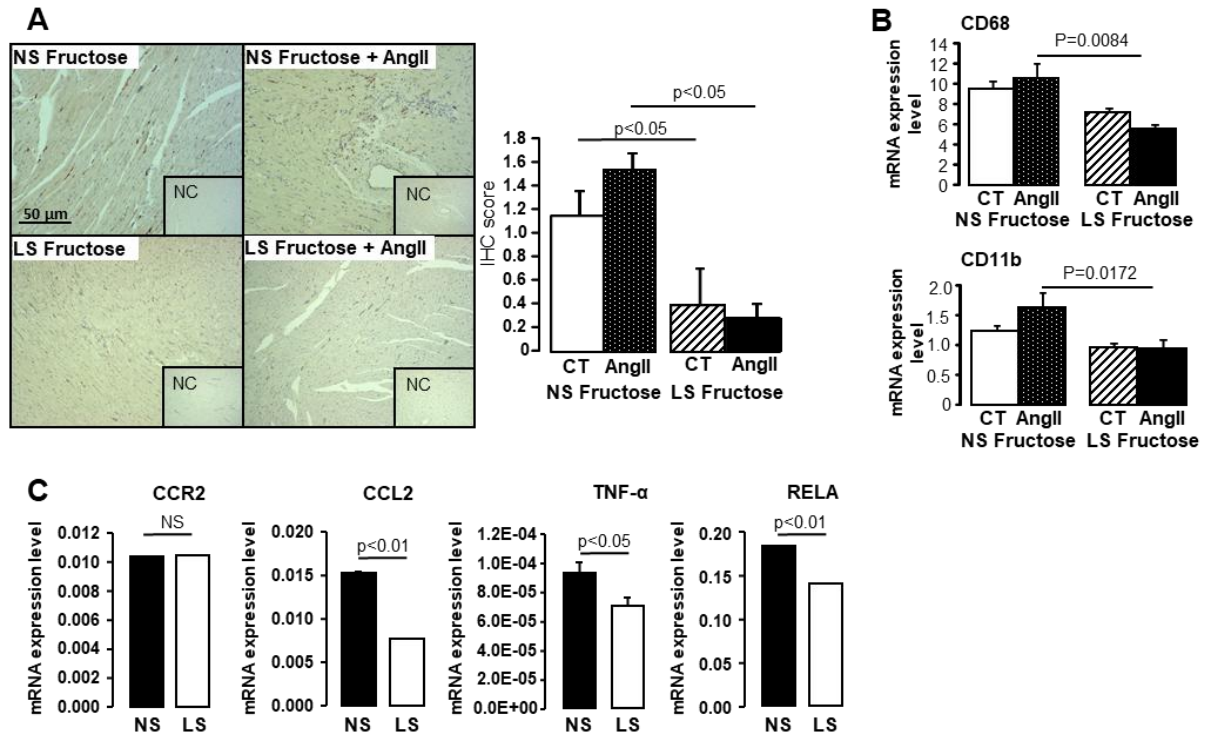 A
NS Fructose
NS Fructose + AngII
NC
NC
50 µm
LS Fructose
LS Fructose + AngII
NC
NC
IHC score
1.8
1.6
1.4
1.2
1.0
0.8
0.6
0.4
0.2
0
p<0.05
p<0.05
CT AngII CT AngII
NS Fructose LS Fructose
B
CD68
mRNA expression
level
14
12
10
8
6
4
2
0
P=0.0084
CT AngII CT AngII
NS Fructose LS Fructose
CD11b
mRNA expression
level
2.0
1.5
1.0
0.5
0
P=0.0172
CT AngII CT AngII
NS Fructose LS Fructose
C
CCR2
mRNA expression level
0.012
0.010
0.008
0.006
0.004
0.002
0.000
NS
NS LS
CCL2
mRNA expression level
0.020
0.015
0.010
0.005
0.000
p<0.01
NS LS
TNF-α
mRNA expression level
1.2E-04
1.0E-04
8.0E-05
6.0E-05
4.0E-05
2.0E-05
0.0E+00
p<0.05
NS LS
RELA
mRNA expression level
0.20
0.15
0.10
0.05
0.00
p<0.01
NS LS